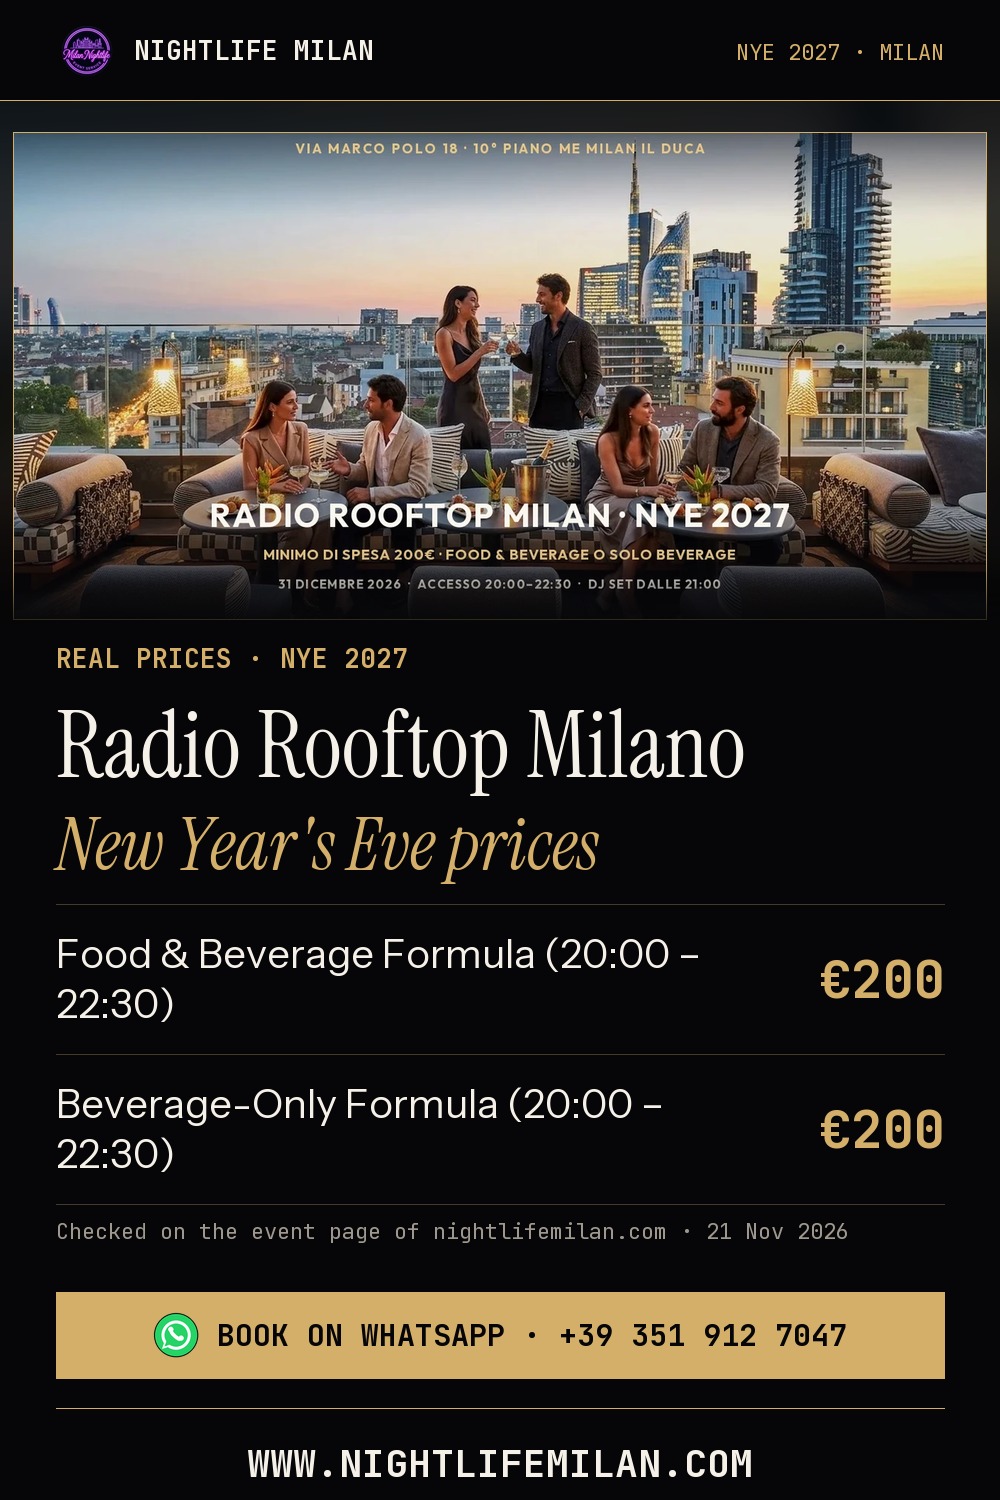 Milan Nightlife
NIGHTLIFE MILAN
NYE 2027 · MILAN
VIA MARCO POLO 18 · 10° PIANO ME MILAN IL DUCA
RADIO ROOFTOP MILAN · NYE 2027
MINIMO DI SPESA 200€ · FOOD & BEVERAGE O SOLO BEVERAGE
31 DICEMBRE 2026 · ACCESSO 20:00–22:30 · DJ SET DALLE 21:00
REAL PRICES · NYE 2027
Radio Rooftop Milano
New Year's Eve prices
Food & Beverage Formula (20:00 –
22:30)
€200
Beverage-Only Formula (20:00 –
22:30)
€200
Checked on the event page of nightlifemilan.com · 21 Nov 2026
BOOK ON WHATSAPP · +39 351 912 7047
WWW.NIGHTLIFEMILAN.COM